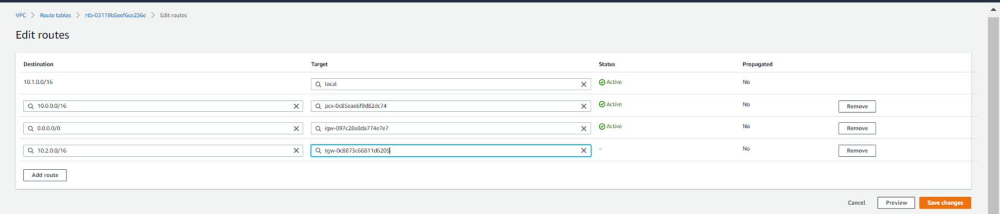 VPC > Route tables > rtb-03119b5eef6ce236e > Edit routes
Edit routes
Destination Target Status Propagated
10.1.0.0/16 local Active No
10.0.0.0/16 pcx-0c85eae6f9d82dc74 Active No Remove
0.0.0.0/0 igw-097c28a8da774e7e7 Active No Remove
10.2.0.0/16 tgw-0c8873c66811d6205 – No Remove
Add route
Cancel Preview Save changes